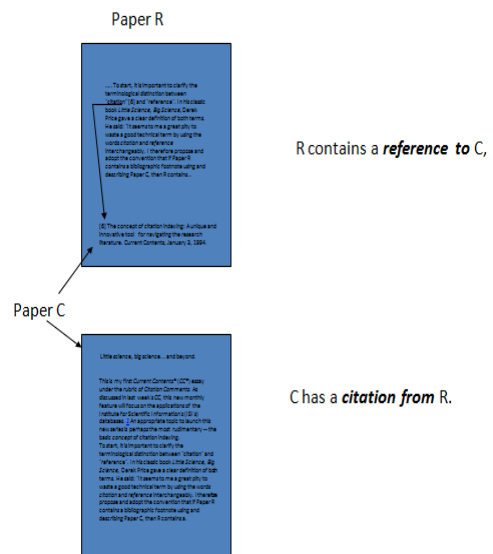 Paper R
.... To start, it is important to clarify the
terminological distinction between
"citation" [6] and "reference". In his classic
book Little Science, Big Science, Derek
Price gave a clear definition of both terms.
He said: "It seems to me a great pity to
waste a good technical term by using the
words citation and reference
interchangeably. I therefore propose and
adopt the convention that if Paper R
contains a bibliographic footnote using and
describing Paper C, then R contains...
R contains a reference to C,
[6] The concept of citation indexing: A unique and
innovative tool for navigating the research
literature. Current Contents, January 3, 1994.
Paper C
Little science, big science... and beyond.
This is my first Current Contents® (CC®) essay
under the rubric of Citation Comments. As
discussed in last week's CC, this new monthly
feature will focus on the applications of the
Institute for Scientific Informations (ISI's)
databases. 1 An appropriate topic to launch this
new series is perhaps the most rudimentary -- the
basic concept of citation indexing.
To start, it is important to clarify the
terminological distinction between "citation" and
"reference". In his classic book Little Science, Big
Science, Derek Price gave a clear definition of both
terms. He said: "It seems to me a great pity to
waste a good technical term by using the words
citation and reference interchangeably. I therefore
propose and adopt the convention that if Paper R
contains a bibliographic footnote using and
describing Paper C, then R contains a
C has a citation from R.